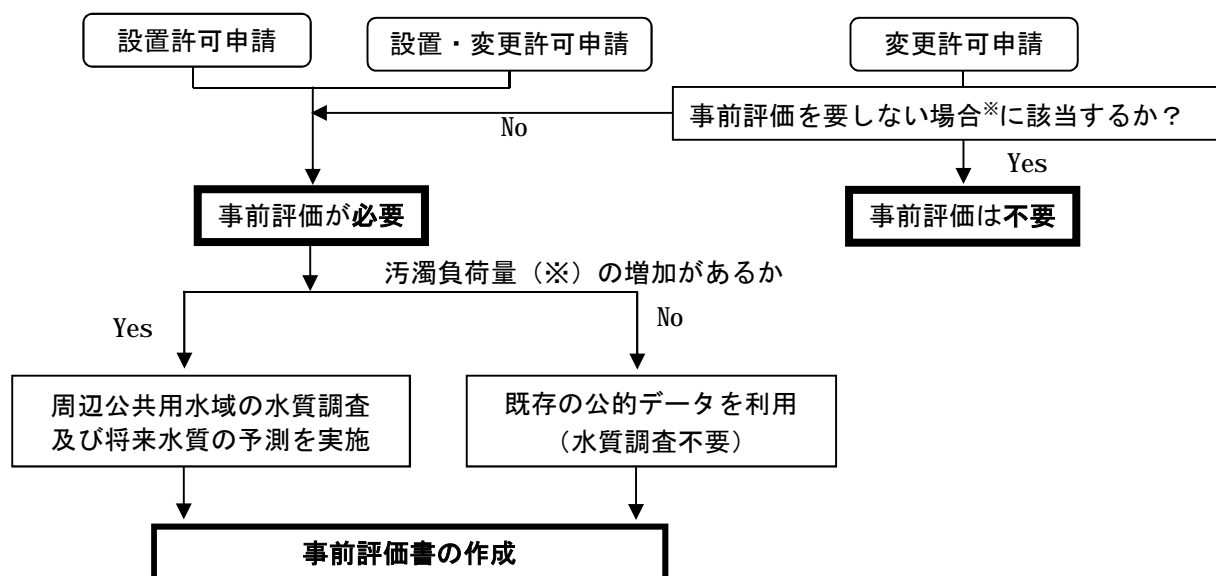 設置許可申請
設置・変更許可申請
変更許可申請
事前評価を要しない場合※に該当するか？
No
Yes
事前評価が必要
事前評価は不要
汚濁負荷量（※）の増加があるか
Yes
No
周辺公共用水域の水質調査
及び将来水質の予測を実施
既存の公的データを利用
（水質調査不要）
事前評価書の作成